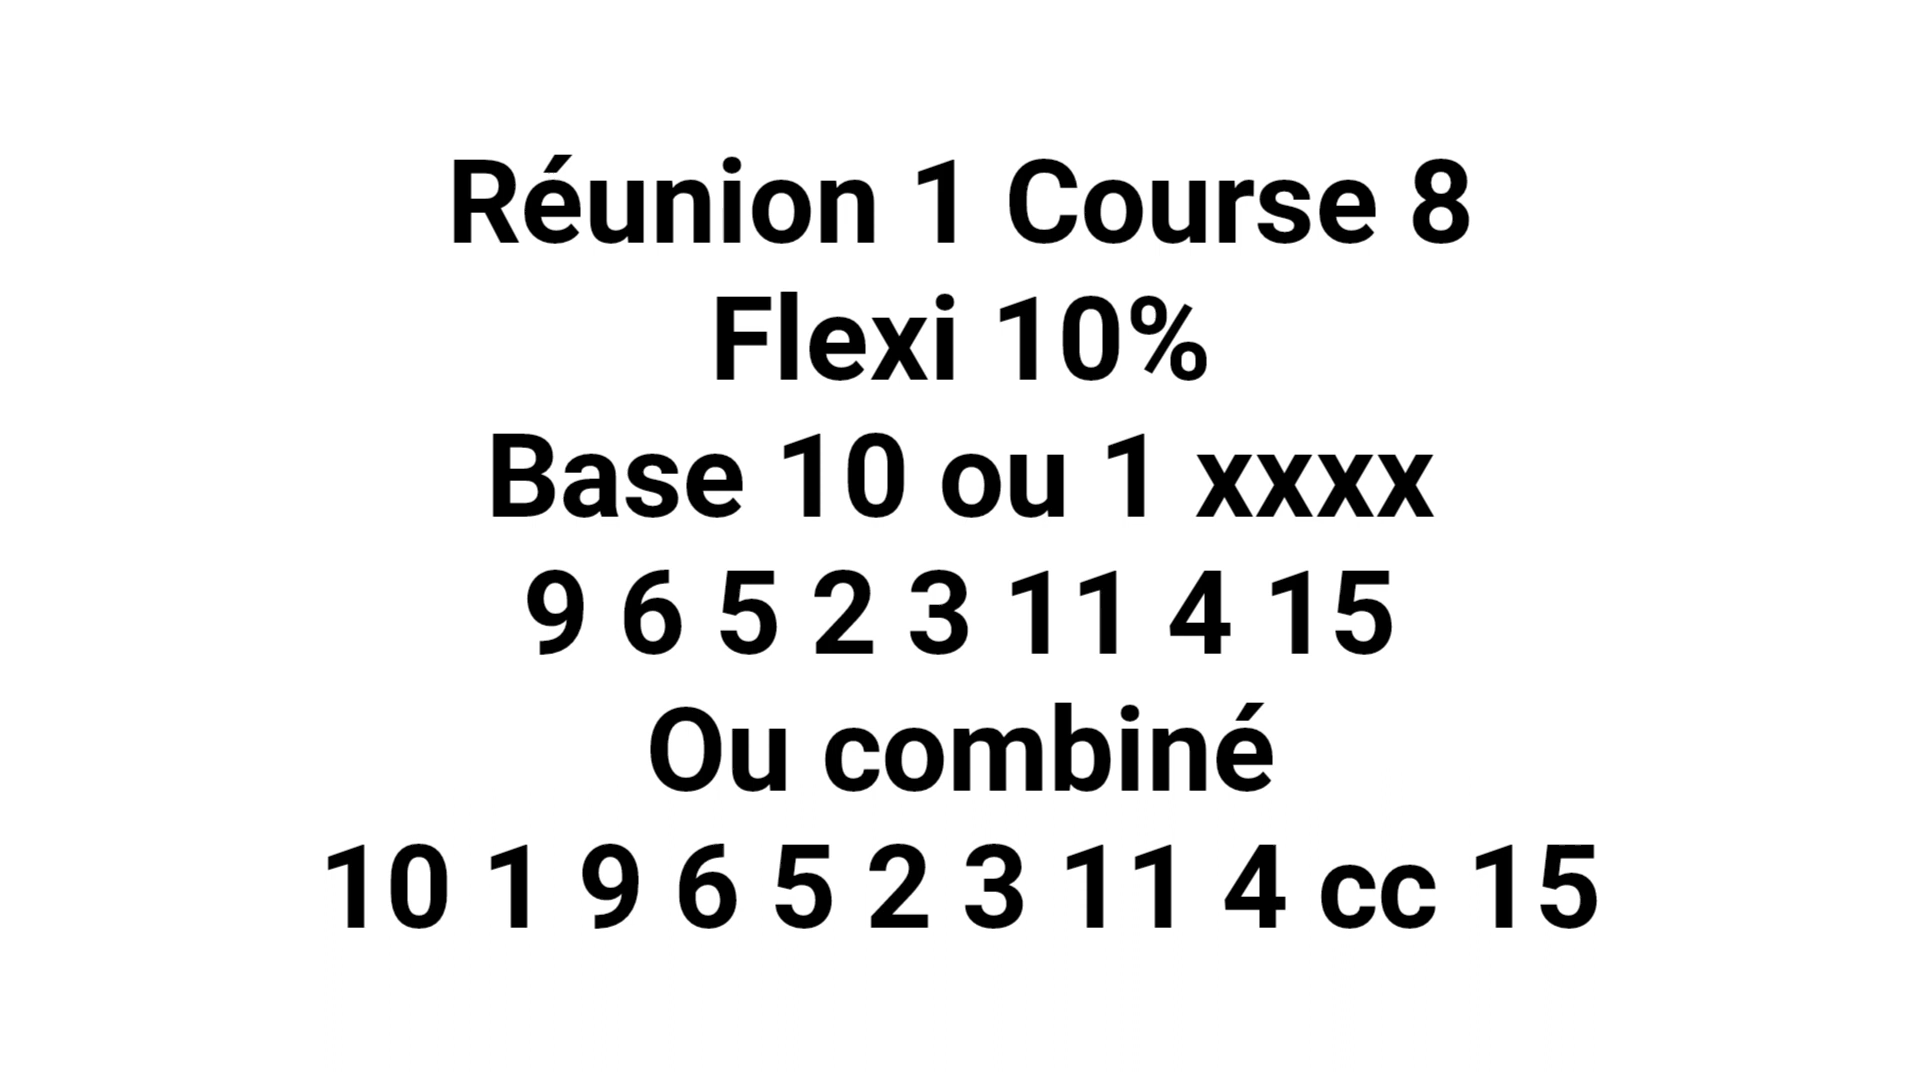 Réunion 1 Course 8
Flexi 10%
Base 10 ou 1 xxxx
9 6 5 2 3 11 4 15
Ou combiné
10 1 9 6 5 2 3 11 4 cc 15